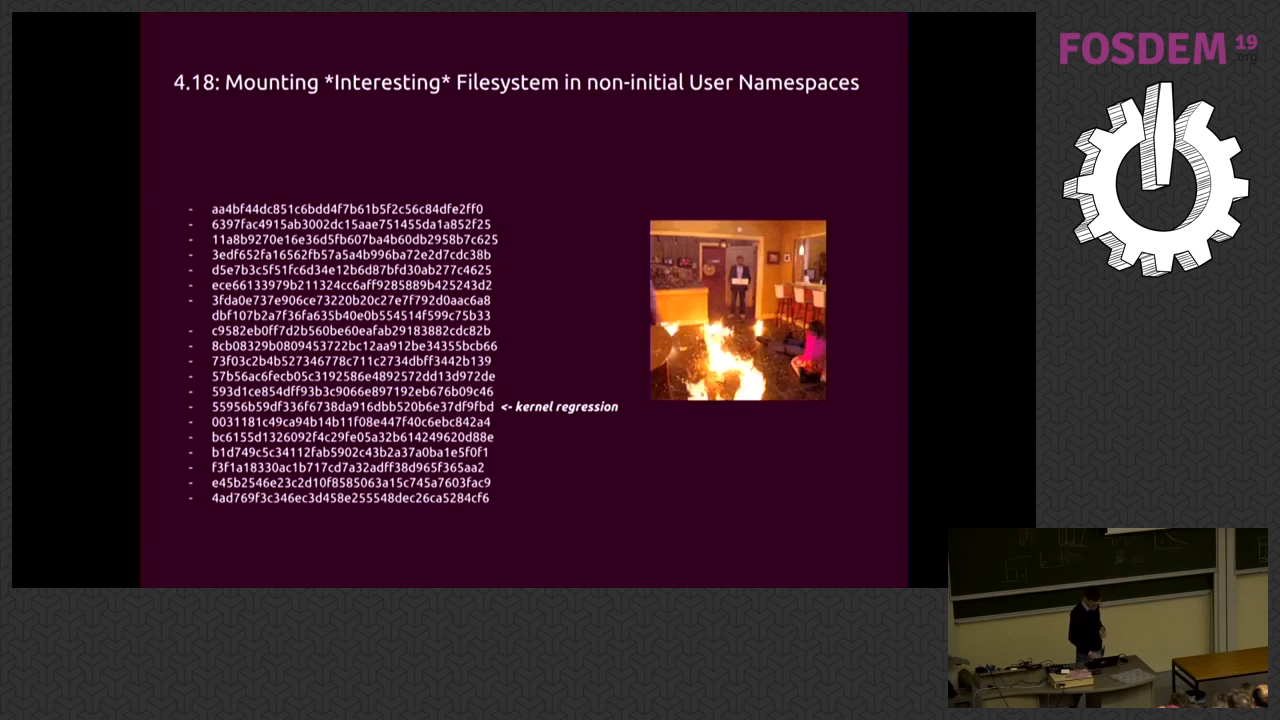 4.18: Mounting *Interesting* Filesystem in non-initial User Namespaces
- aa4bf44dc851c6bdd4f7b61b5f2c56c84dfe2ff0
- 6397fac4915ab3002dc15aae751455da1a852f25
- 11a8b9270e16e36d5fb607ba4b60db2958b7c625
- 3edf652fa16562fb57a5a4b996ba72e2d7cdc38b
- d5e7b3c5f51fc6d34e12b6d87bfd30ab277c4625
- ece66133979b211324cc6aff9285889b425243d2
- 3fda0e737e906ce73220b20c27e7f792d0aac6a8
dbf107b2a7f36fa635b40e0b554514f599c75b33
- c9582eb0ff7d2b560be60eafab29183882cdc82b
- 8cb08329b0809453722bc12aa912be34355bcb66
- 73f03c2b4b527346778c711c2734dbff3442b139
- 57b56ac6fecb05c3192586e4892572dd13d972de
- 593d1ce854dff93b3c9066e897192eb676b09c46
- 55956b59df336f6738da916dbb520b6e37df9fbd <- kernel regression
- 0031181c49ca94b14b11f08e447f40c6ebc842a4
- bc6155d1326092f4c29fe05a32b614249620d88e
- b1d749c5c34112fab5902c43b2a37a0ba1e5f0f1
- f3f1a18330ac1b717cd7a32adff38d965f365aa2
- e45b2546e23c2d10f8585063a15c745a7603fac9
- 4ad769f3c346ec3d458e255548dec26ca5284cf6
FOSDEM 19
.org